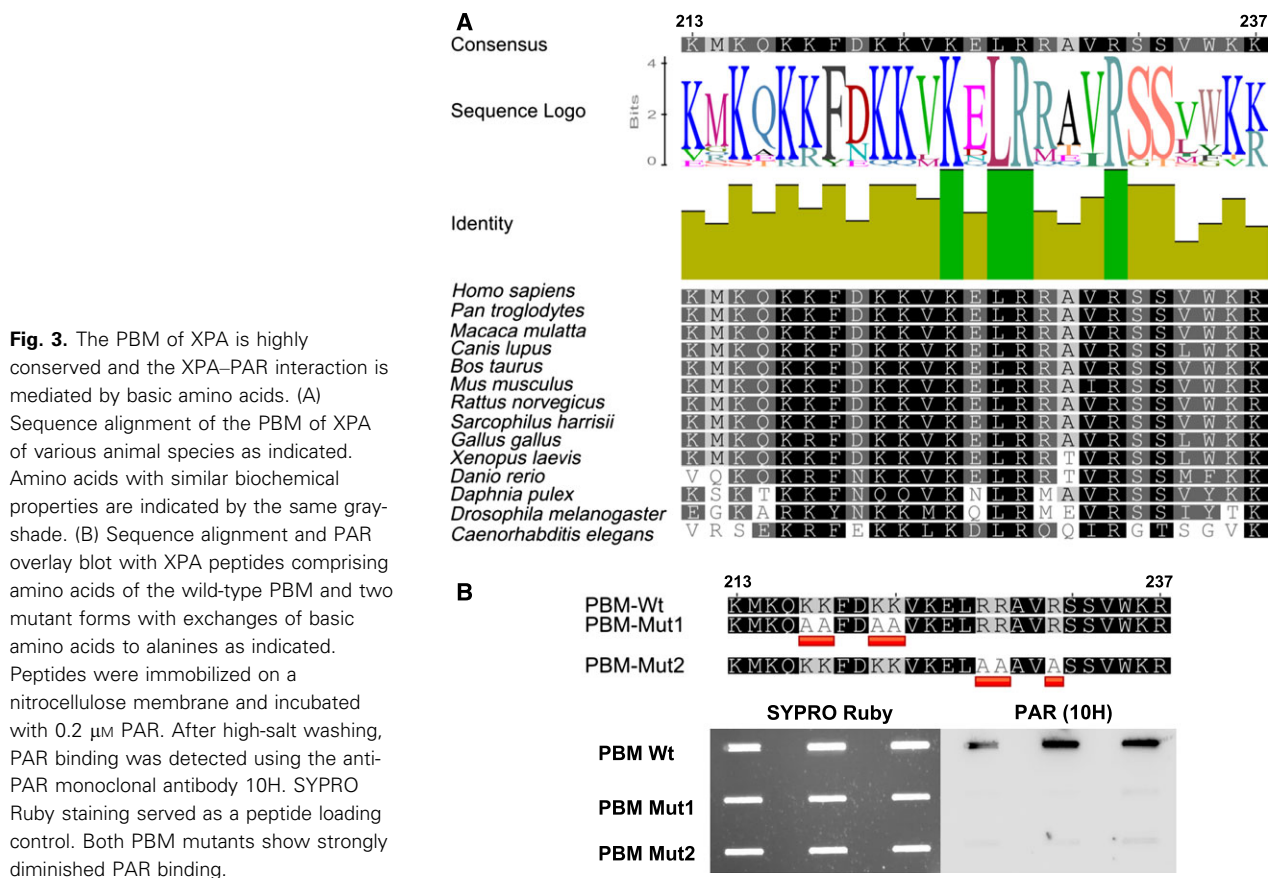 Fig. 3. The PBM of XPA is highly
conserved and the XPA–PAR interaction is
mediated by basic amino acids. (A)
Sequence alignment of the PBM of XPA
of various animal species as indicated.
Amino acids with similar biochemical
properties are indicated by the same gray-
shade. (B) Sequence alignment and PAR
overlay blot with XPA peptides comprising
amino acids of the wild-type PBM and two
mutant forms with exchanges of basic
amino acids to alanines as indicated.
Peptides were immobilized on a
nitrocellulose membrane and incubated
with 0.2 μM PAR. After high-salt washing,
PAR binding was detected using the anti-
PAR monoclonal antibody 10H. SYPRO
Ruby staining served as a peptide loading
control. Both PBM mutants show strongly
diminished PAR binding.
A
213 237
Consensus K M K Q K K F D K K V K E L R R A V R S S V W K K
4
Sequence Logo Bits 2 K M K Q K K F D K K V K E L R R A V R S S V W K K
0
Identity
Homo sapiens K M K Q K K F D K K V K E L R R A V R S S V W K R
Pan troglodytes K M K Q K K F D K K V K E L R R A V R S S V W K R
Macaca mulatta K M K Q K K F D K K V K E L R R A V R S S V W K R
Canis lupus K M K Q K K F D K K V K E L R R A V R S S L W K R
Bos taurus K M K Q K K F D K K V K E L R R A V R S S V W K R
Mus musculus K M K Q K K F D K K V K E L R R A I R S S V W K R
Rattus norvegicus K M K Q K K F D K K V K E L R R A V R S S V W K R
Sarcophilus harrisii K M K Q K K F D K K V K E L R R A V R S S V W K R
Gallus gallus K M K Q K R F D K K V K E L R R A V R S S L W K K
Xenopus laevis K M K Q K K F D K K V K E L R R T V R S S L W K K
Danio rerio V Q K Q K R F N K K V K E L R R T V R S S M F K K
Daphnia pulex K S K T K K F N Q Q V K N L R M A V R S S V Y K K
Drosophila melanogaster E G K A R K Y N K K M K Q L R M E V R S S I Y T K
Caenorhabditis elegans V R S E K R F E K K L K D L R Q Q I R G T S G V K
B
213 237
PBM-Wt KMKQKKFDKKVKELRRAVRSSVWKR
PBM-Mut1 KMKQAAFDAAVKELRRAVRSSVWKR
PBM-Mut2 KMKQKKFDKKVKELAAAVASSVWKR
SYPRO Ruby PAR (10H)
PBM Wt
PBM Mut1
PBM Mut2